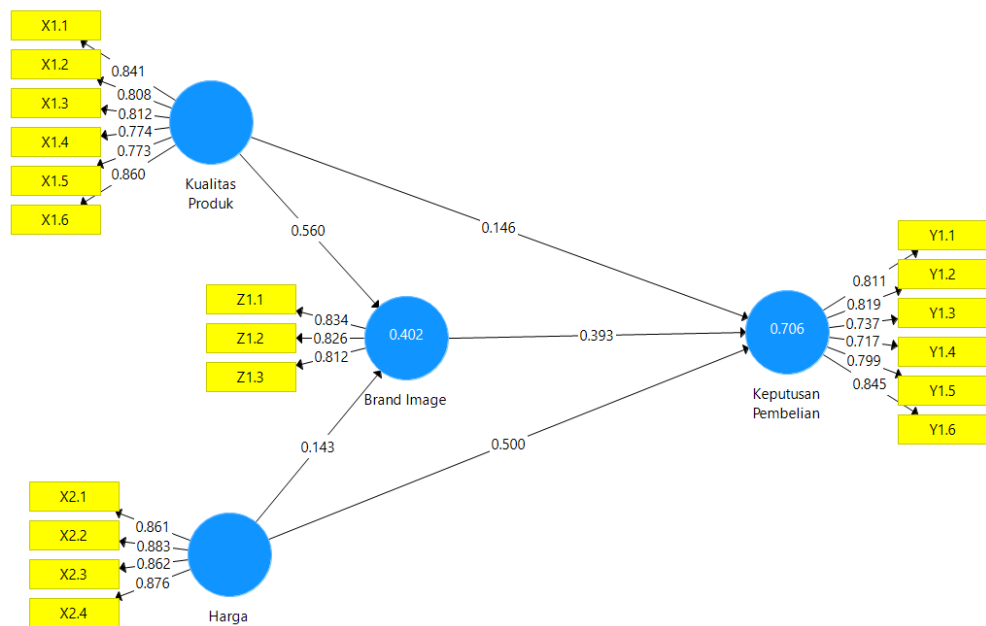 X1.1
X1.2
X1.3
X1.4
X1.5
X1.6
0.841
0.808
0.812
0.774
0.773
0.860
Kualitas
Produk
0.560
0.146
Z1.1
Z1.2
Z1.3
0.834
0.826
0.812
0.402
Brand Image
0.393
0.143
0.500
X2.1
X2.2
X2.3
X2.4
0.861
0.883
0.862
0.876
Harga
0.706
Keputusan
Pembelian
0.811
0.819
0.737
0.717
0.799
0.845
Y1.1
Y1.2
Y1.3
Y1.4
Y1.5
Y1.6